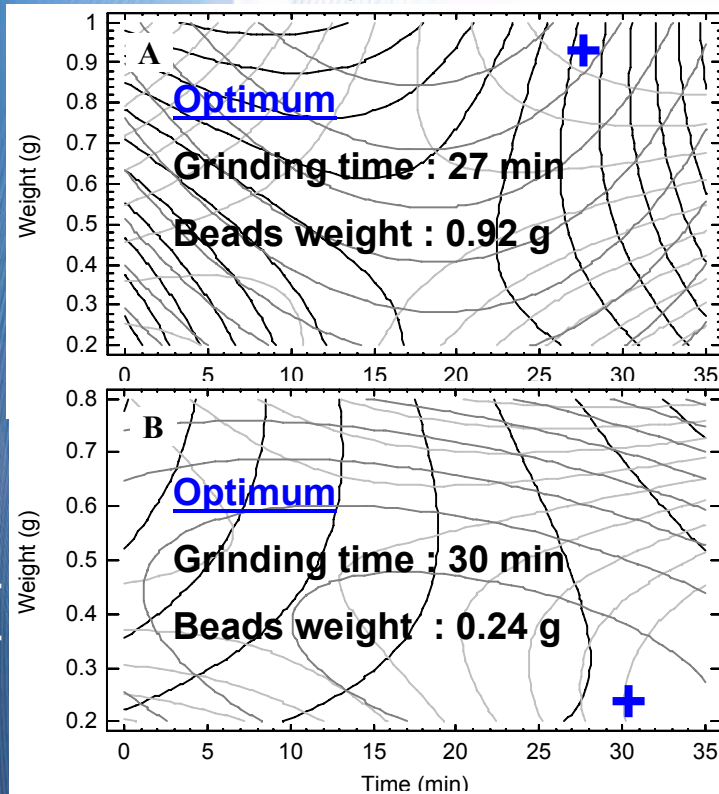 A
Optimum
Grinding time : 27 min
Beads weight : 0.92 g
Weight (g)
1
0.9
0.8
0.7
0.6
0.5
0.4
0.3
0.2
0 5 10 15 20 25 30 35
B
Optimum
Grinding time : 30 min
Beads weight : 0.24 g
Weight (g)
0.8
0.7
0.6
0.5
0.4
0.3
0.2
0 5 10 15 20 25 30 35
Time (min)